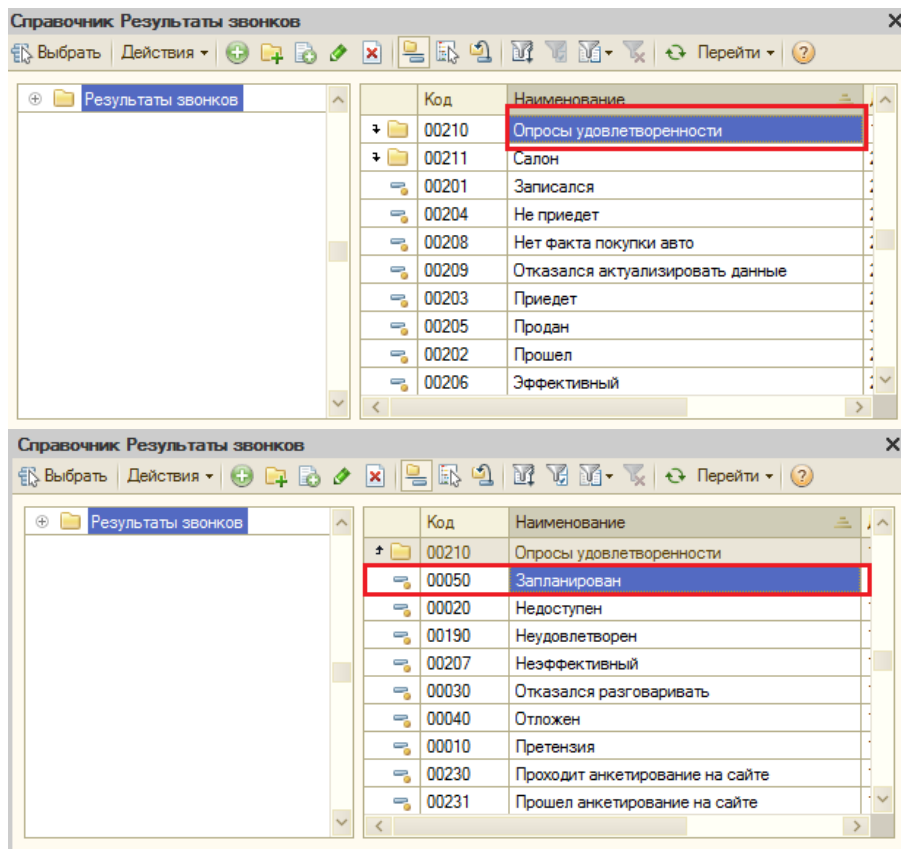 Справочник Результаты звонков
Выбрать Действия Перейти
Результаты звонков
Код Наименование
00210 Опросы удовлетворенности
00211 Салон
00201 Записался
00204 Не приедет
00208 Нет факта покупки авто
00209 Отказался актуализировать данные
00203 Приедет
00205 Продан
00202 Прошел
00206 Эффективный
Справочник Результаты звонков
Выбрать Действия Перейти
Результаты звонков
Код Наименование
00210 Опросы удовлетворенности
00050 Запланирован
00020 Недоступен
00190 Неудовлетворен
00207 Неэффективный
00030 Отказался разговаривать
00040 Отложен
00010 Претензия
00230 Проходит анкетирование на сайте
00231 Прошел анкетирование на сайте